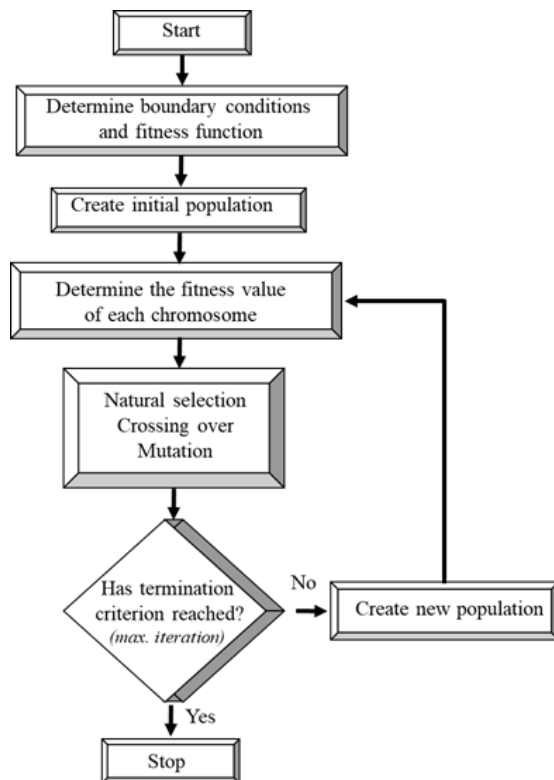 Start
Determine boundary conditions
and fitness function
Create initial population
Determine the fitness value
of each chromosome
Natural selection
Crossing over
Mutation
Has termination
criterion reached?
(max. iteration)
No
Create new population
Yes
Stop